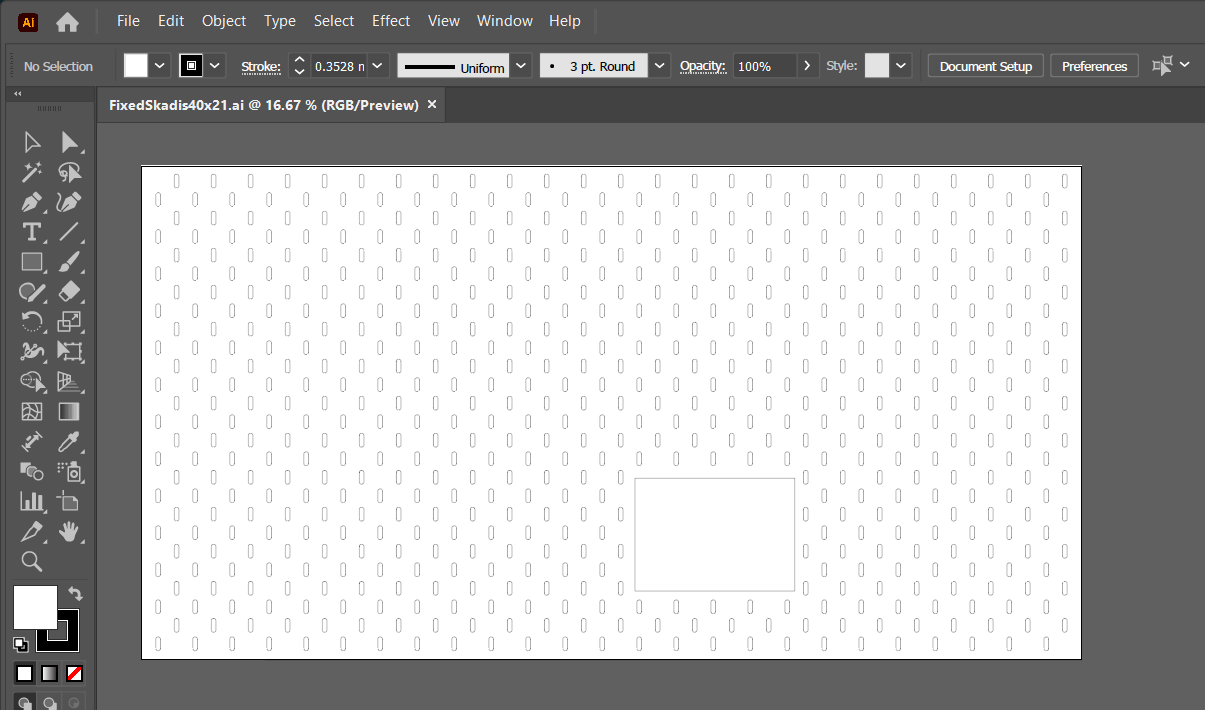 Ai File Edit Object Type Select Effect View Window Help
No Selection Stroke: 0.3528 n Uniform 3 pt. Round Opacity: 100% Style: Document Setup Preferences
FixedSkadis40x21.ai @ 16.67 % (RGB/Preview) ×